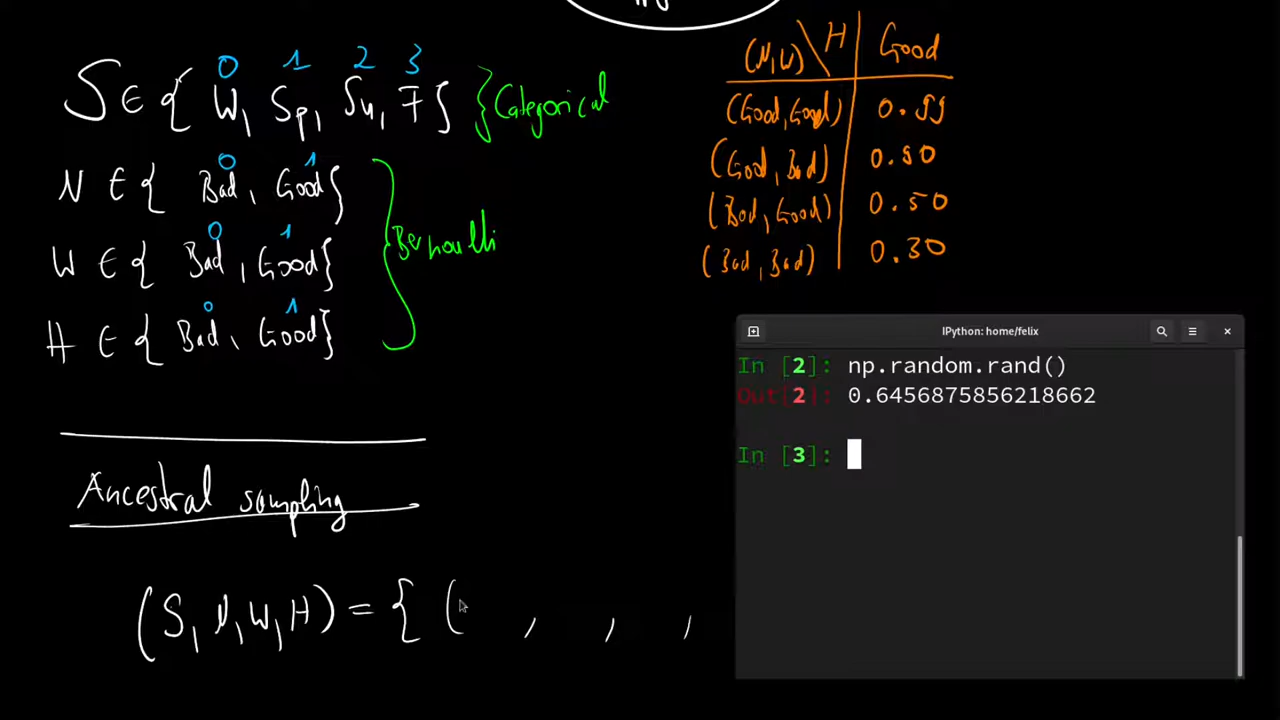 0 1 2 3
S ∈ { W, Sp, Su, F } } Categorical
0 1
N ∈ { Bad, Good }
0 1
W ∈ { Bad, Good } } Bernoulli
0 1
H ∈ { Bad, Good }
(N,W) \ H Good
(Good, Good) 0.99
(Good, Bad) 0.90
(Bad, Good) 0.50
(Bad, Bad) 0.30
IPython: home/felix
In [2]: np.random.rand()
Out[2]: 0.6456875856218662
In [3]:
Ancestral sampling
(S, N, W, H) = { ( , , ,